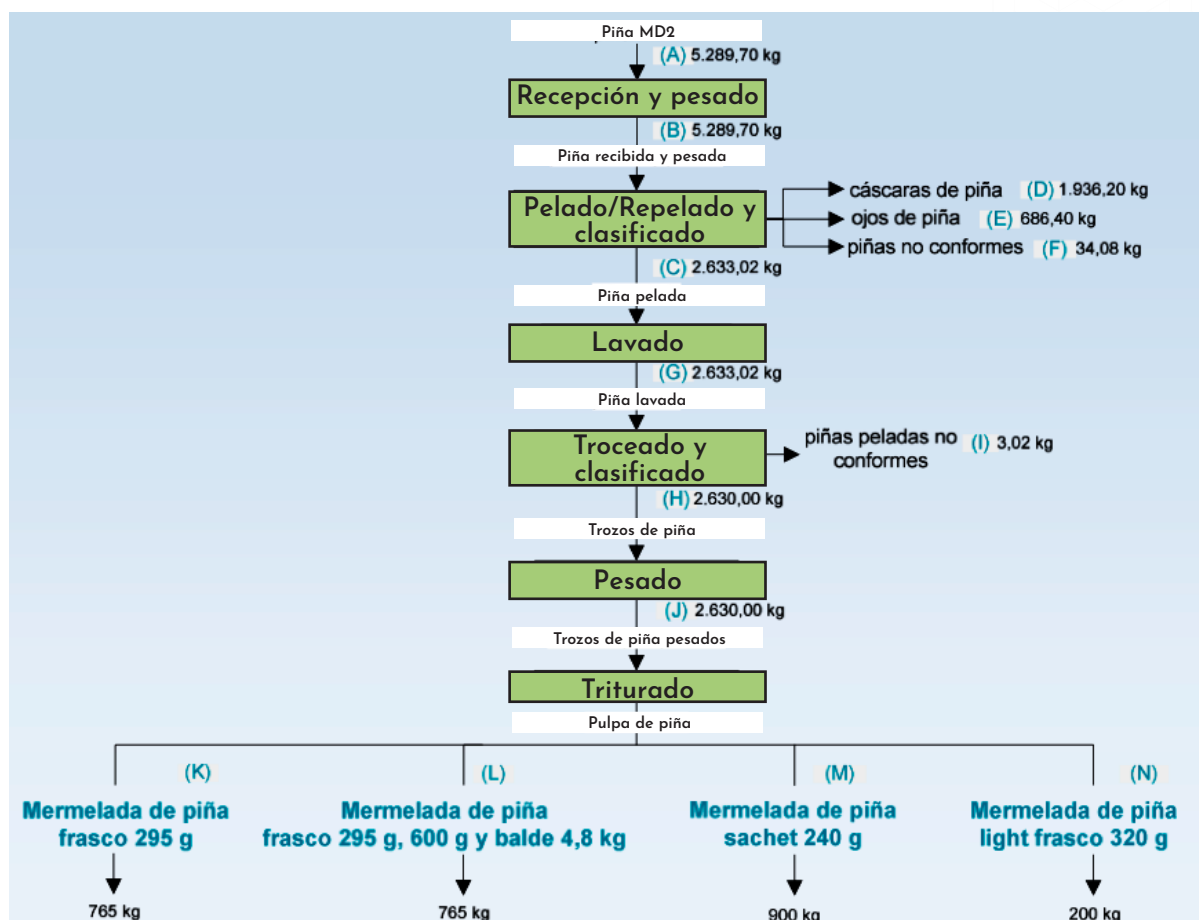 Piña MD2
(A) 5.289,70 kg
Recepción y pesado
(B) 5.289,70 kg
Piña recibida y pesada
Pelado/Repelado y
clasificado
cáscaras de piña (D) 1.936,20 kg
ojos de piña (E) 686,40 kg
piñas no conformes (F) 34,08 kg
(C) 2.633,02 kg
Piña pelada
Lavado
(G) 2.633,02 kg
Piña lavada
Troceado y
clasificado
piñas peladas no
conformes
(I) 3,02 kg
(H) 2.630,00 kg
Trozos de piña
Pesado
(J) 2.630,00 kg
Trozos de piña pesados
Triturado
Pulpa de piña
(K)
Mermelada de piña
frasco 295 g
765 kg
(L)
Mermelada de piña
frasco 295 g, 600 g y balde 4,8 kg
765 kg
(M)
Mermelada de piña
sachet 240 g
900 kg
(N)
Mermelada de piña
light frasco 320 g
200 kg